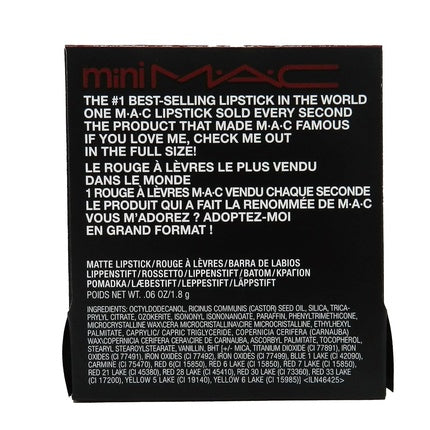 mini M·A·C
THE #1 BEST-SELLING LIPSTICK IN THE WORLD
ONE M·A·C LIPSTICK SOLD EVERY SECOND
THE PRODUCT THAT MADE M·A·C FAMOUS
IF YOU LOVE ME, CHECK ME OUT
IN THE FULL SIZE!
LE ROUGE À LÈVRES LE PLUS VENDU
DANS LE MONDE
1 ROUGE À LÈVRES M·A·C VENDU CHAQUE SECONDE
LE PRODUIT QUI A FAIT LA RENOMMÉE DE M·A·C
VOUS M'ADOREZ ? ADOPTEZ-MOI
EN GRAND FORMAT !
MATTE LIPSTICK/ROUGE À LÈVRES/BARRA DE LABIOS
LIPPENSTIFT/ROSSETTO/LIPPENSTIFT/BATOM/ΚΡΑΓΙΟΝ
POMADKA/LÆBESTIFT/LEPPESTIFT/LÄPPSTIFT
POIDS NET WT. .06 OZ/1.8 g
INGREDIENTS: OCTYLDODECANOL, RICINUS COMMUNIS (CASTOR) SEED OIL, SILICA, TRICA-
PRYLYL CITRATE, OZOKERITE, ISONONYL ISONONANOATE, PARAFFIN, PHENYLTRIMETHICONE,
MICROCRYSTALLINE WAX\CERA MICROCRISTALLINA\CIRE MICROCRISTALLINE, ETHYLHEXYL
PALMITATE, CAPRYLIC/ CAPRIC TRIGLYCERIDE, COPERNICIA CERIFERA (CARNAUBA)
WAX\COPERNICIA CERIFERA CERA\CIRE DE CARNAUBA, ASCORBYL PALMITATE, TOCOPHEROL,
STEARYL STEAROYLSTEARATE, VANILLIN, BHT [+/- MICA, TITANIUM DIOXIDE (CI 77891), IRON
OXIDES (CI 77491), IRON OXIDES (CI 77492), IRON OXIDES (CI 77499), BLUE 1 LAKE (CI 42090),
CARMINE (CI 75470), RED 6 (CI 15850), RED 6 LAKE (CI 15850), RED 7 LAKE (CI 15850),
RED 21 LAKE (CI 45380), RED 28 LAKE (CI 45410), RED 30 LAKE (CI 73360), RED 33 LAKE
(CI 17200), YELLOW 5 LAKE (CI 19140), YELLOW 6 LAKE (CI 15985)] <ILN46425>